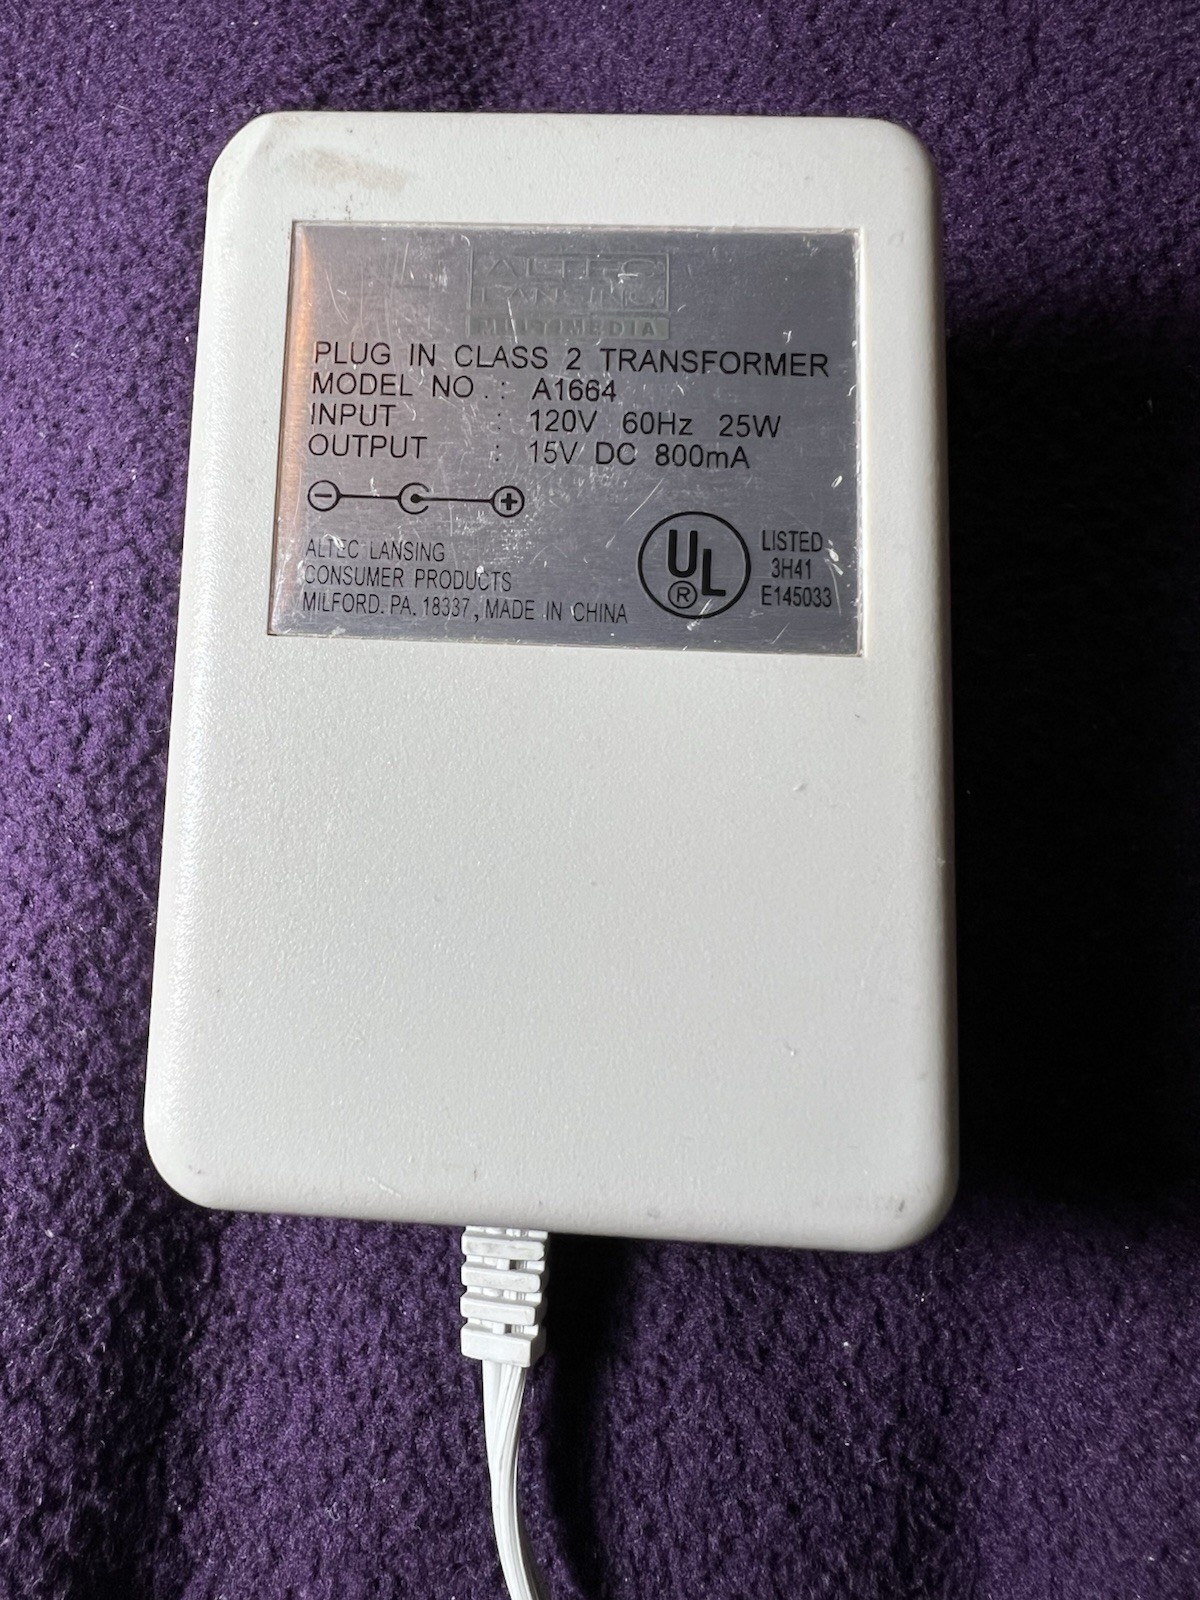 ALTEC
LANSING
MULTIMEDIA
PLUG IN CLASS 2 TRANSFORMER
MODEL NO.: A1664
INPUT : 120V 60Hz 25W
OUTPUT : 15V DC 800mA
- +
ALTEC LANSING
CONSUMER PRODUCTS
MILFORD. PA. 18337, MADE IN CHINA
UL
®
LISTED
3H41
E145033